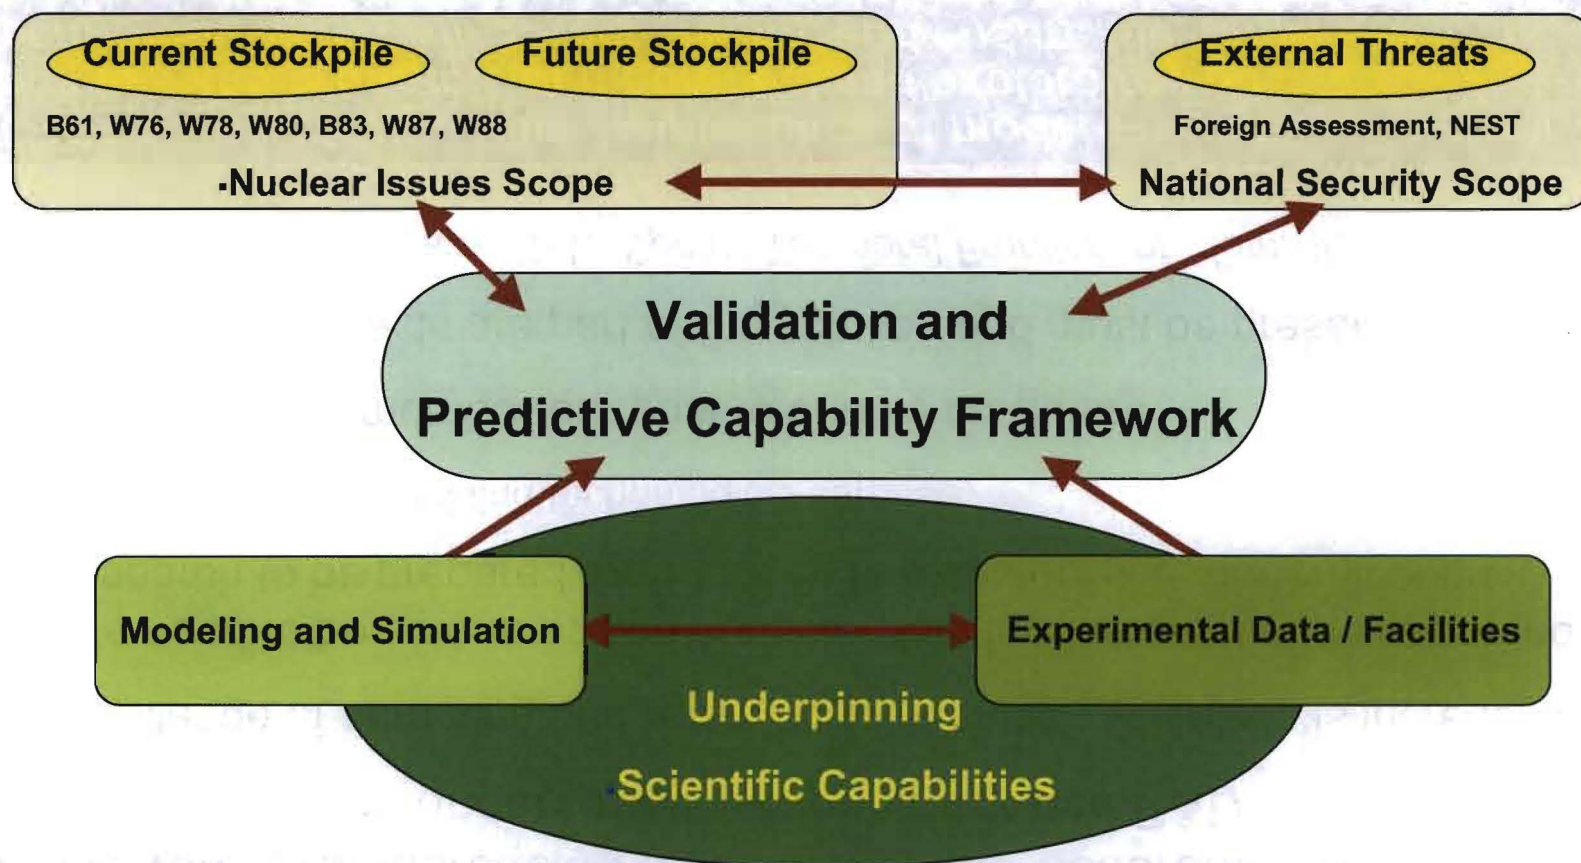 Current Stockpile
Future Stockpile
B61, W76, W78, W80, B83, W87, W88
▪Nuclear Issues Scope
External Threats
Foreign Assessment, NEST
National Security Scope
Validation and
Predictive Capability Framework
Modeling and Simulation
Experimental Data / Facilities
Underpinning
▪Scientific Capabilities